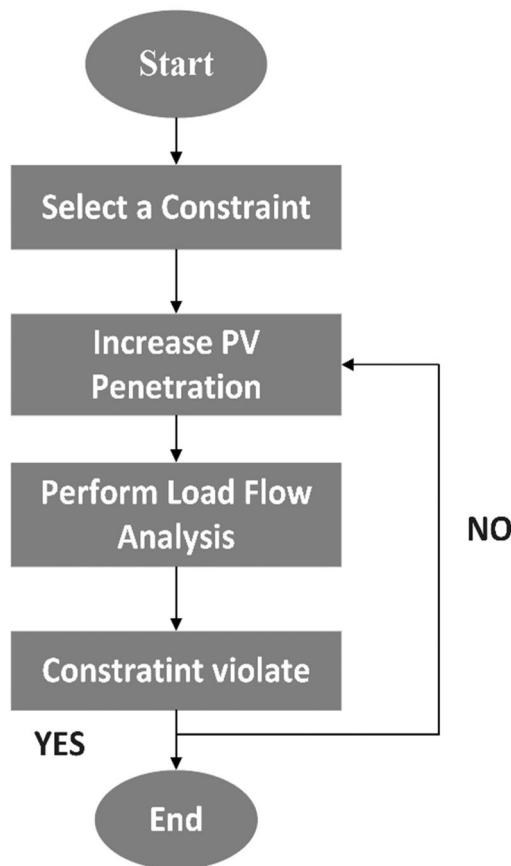 Start
Select a Constraint
Increase PV
Penetration
Perform Load Flow
Analysis
NO
Constratint violate
YES
End